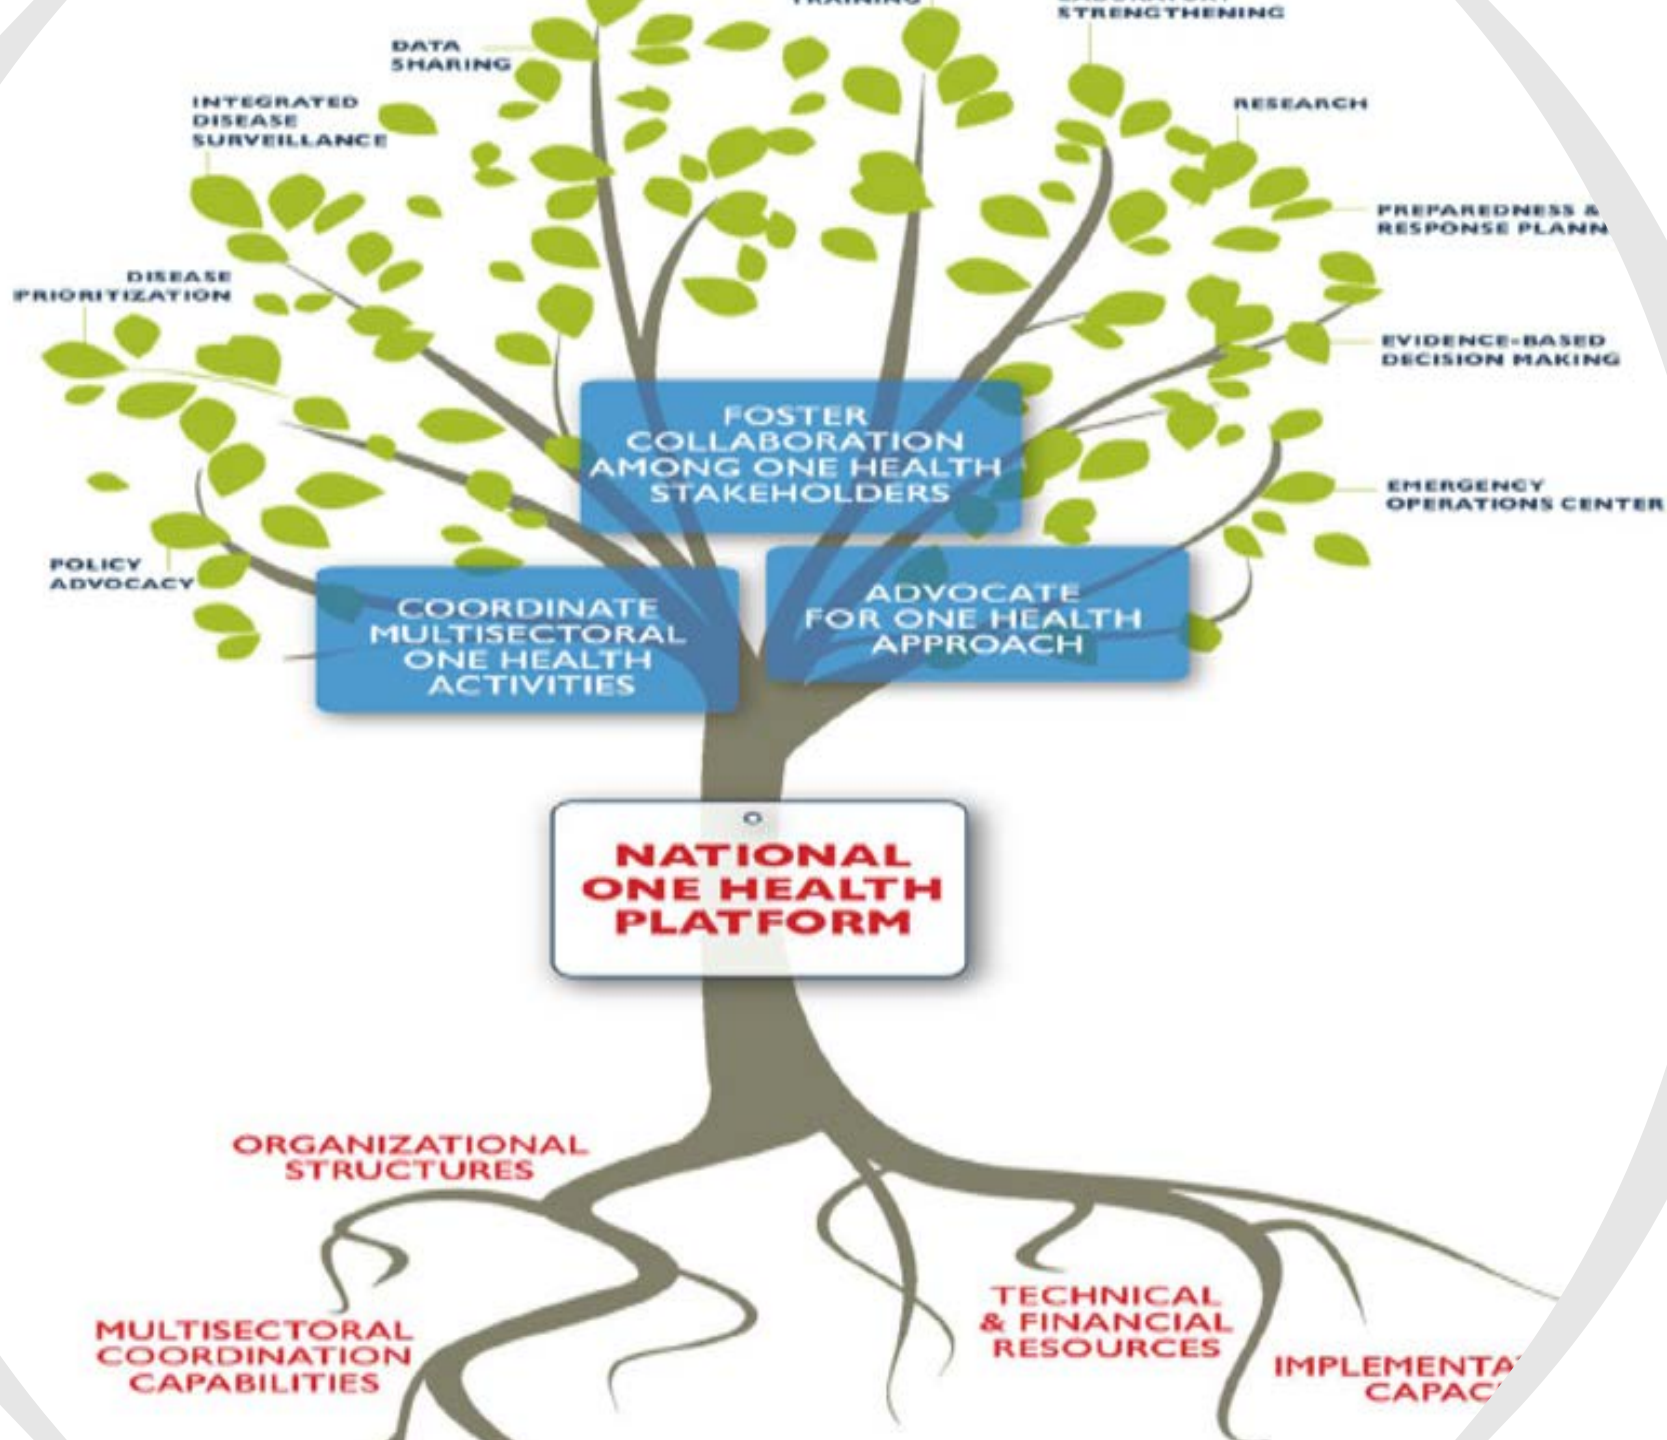 TRAINING
STRENGTHENING
DATA
SHARING
INTEGRATED
DISEASE
SURVEILLANCE
RESEARCH
PREPAREDNESS &
RESPONSE PLANN
DISEASE
PRIORITIZATION
EVIDENCE-BASED
DECISION MAKING
EMERGENCY
OPERATIONS CENTER
POLICY
ADVOCACY
FOSTER
COLLABORATION
AMONG ONE HEALTH
STAKEHOLDERS
COORDINATE
MULTISECTORAL
ONE HEALTH
ACTIVITIES
ADVOCATE
FOR ONE HEALTH
APPROACH
NATIONAL
ONE HEALTH
PLATFORM
ORGANIZATIONAL
STRUCTURES
MULTISECTORAL
COORDINATION
CAPABILITIES
TECHNICAL
& FINANCIAL
RESOURCES
IMPLEMENTA
CAPAC